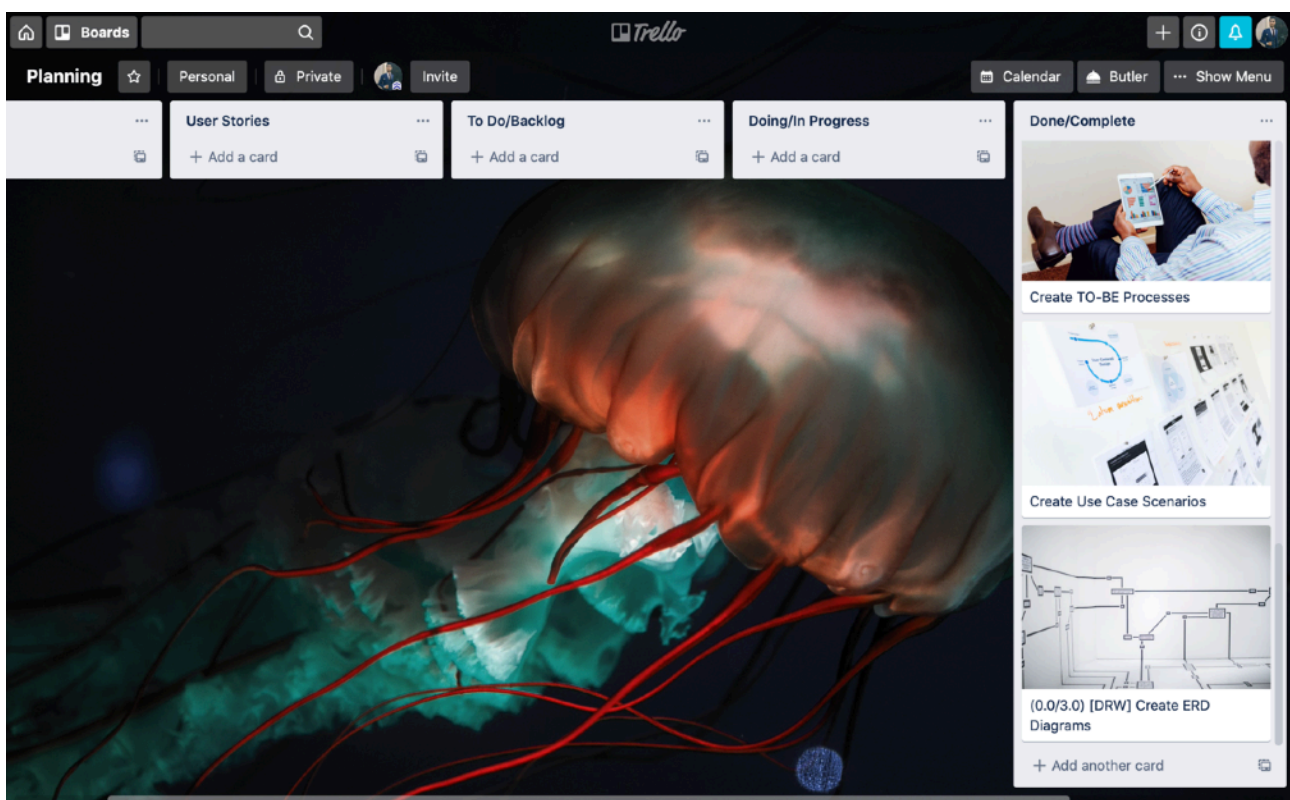 Boards
Trello
Planning
Personal
Private
Invite
Calendar
Butler
··· Show Menu
User Stories
+ Add a card
To Do/Backlog
+ Add a card
Doing/In Progress
+ Add a card
Done/Complete
Create TO-BE Processes
Create Use Case Scenarios
(0.0/3.0) [DRW] Create ERD
Diagrams
+ Add another card